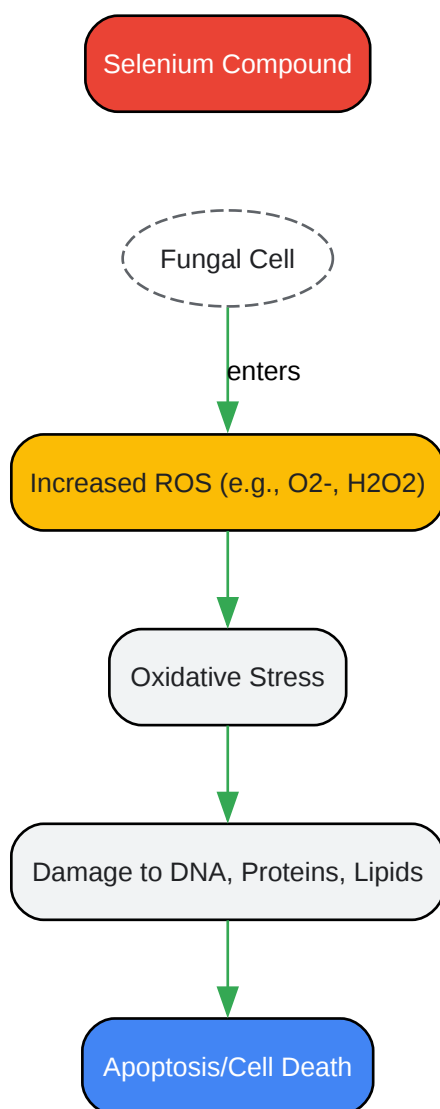 Selenium Compound
Fungal Cell
enters
Increased ROS (e.g., O2-, H2O2)
Oxidative Stress
Damage to DNA, Proteins, Lipids
Apoptosis/Cell Death